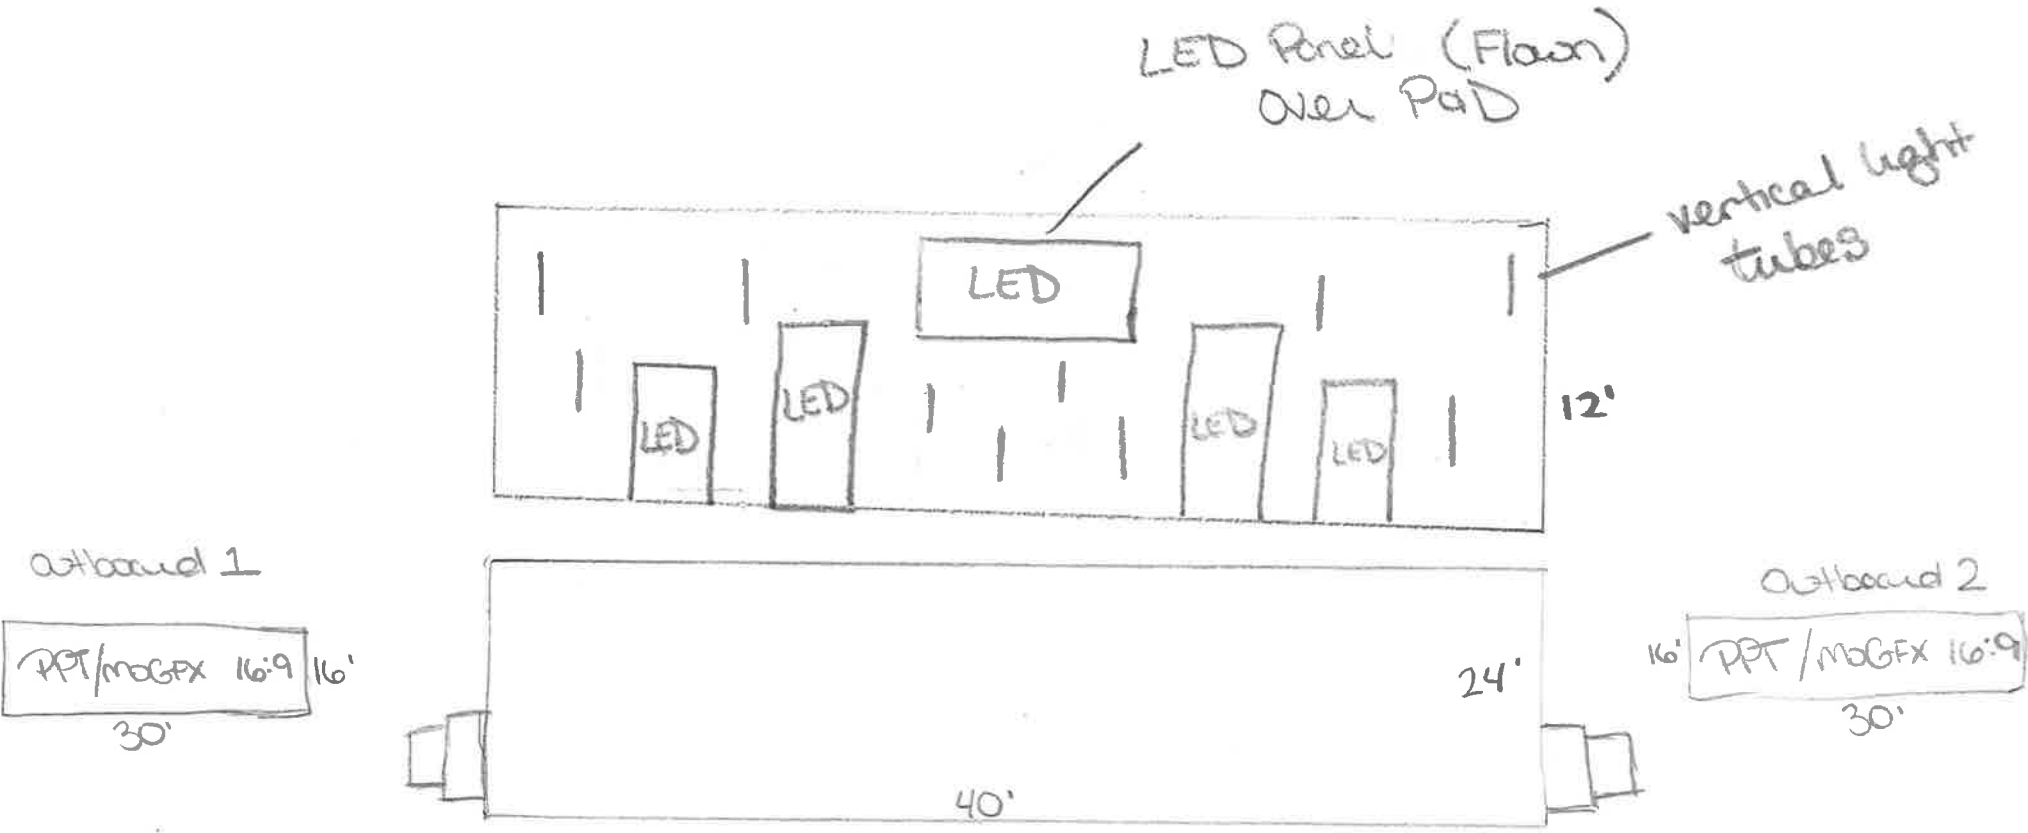 LED Panel (Flown)
over PoD
vertical light
tubes
LED
LED
LED
LED
LED
12'
Outboard 1
PPT/MOGFX 16:9
16'
30'
24'
40'
Outboard 2
16'
PPT/MOGFX 16:9
30'